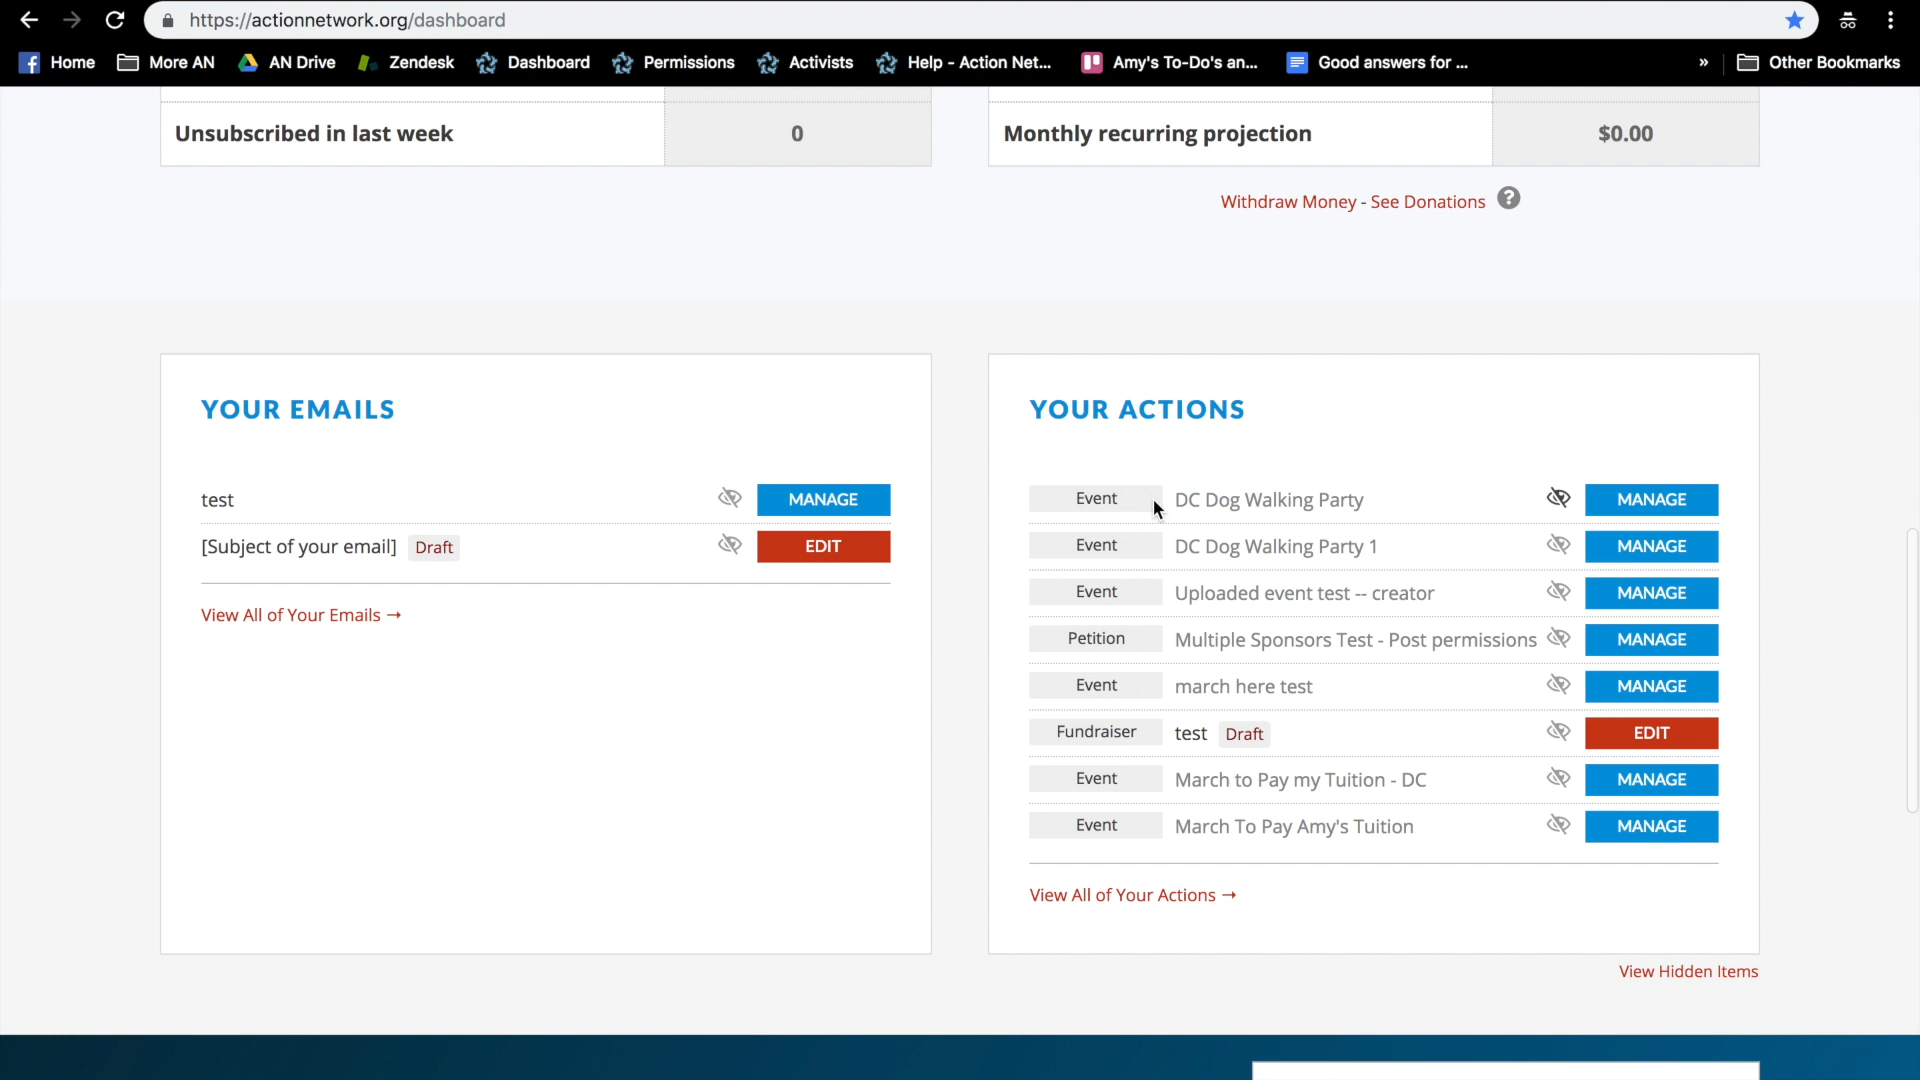 https://actionnetwork.org/dashboard
Home More AN AN Drive Zendesk Dashboard Permissions Activists Help - Action Net... Amy's To-Do's an... Good answers for ... » Other Bookmarks
Unsubscribed in last week 0
Monthly recurring projection $0.00
Withdraw Money - See Donations ?
YOUR EMAILS
test MANAGE
[Subject of your email] Draft EDIT
View All of Your Emails →
YOUR ACTIONS
Event DC Dog Walking Party MANAGE
Event DC Dog Walking Party 1 MANAGE
Event Uploaded event test -- creator MANAGE
Petition Multiple Sponsors Test - Post permissions MANAGE
Event march here test MANAGE
Fundraiser test Draft EDIT
Event March to Pay my Tuition - DC MANAGE
Event March To Pay Amy's Tuition MANAGE
View All of Your Actions →
View Hidden Items